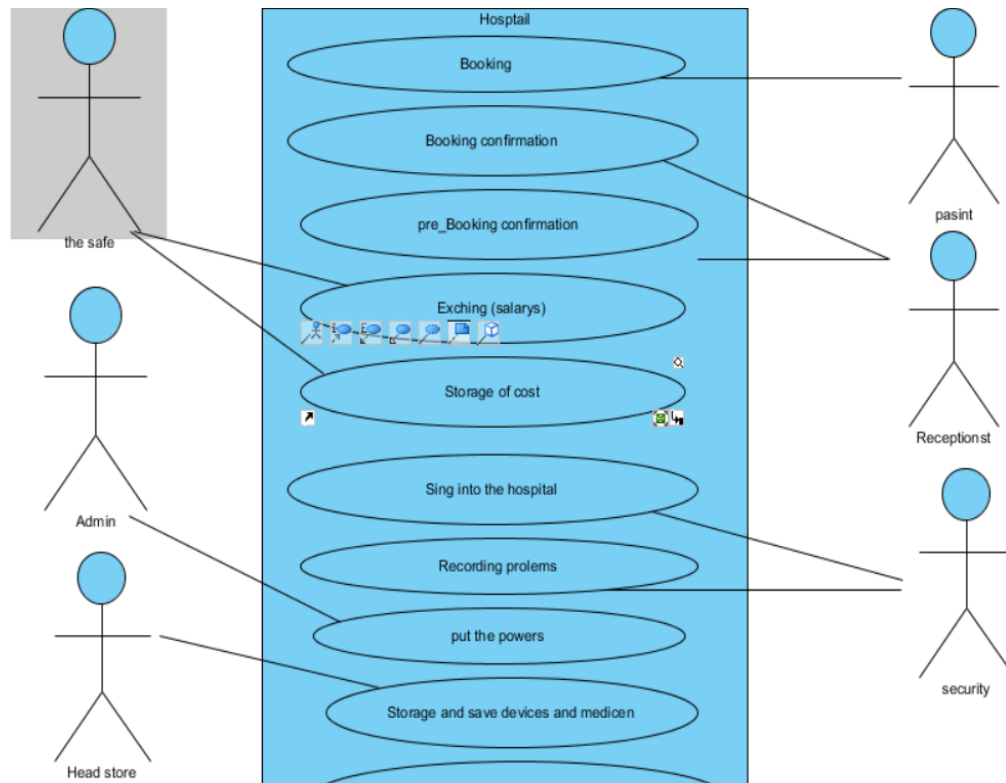 Hosptail
Booking
Booking confirmation
pre_Booking confirmation
Exching (salarys)
Storage of cost
Sing into the hospital
Recording prolems
put the powers
Storage and save devices and medicen
the safe
Admin
Head store
pasint
Receptionst
security